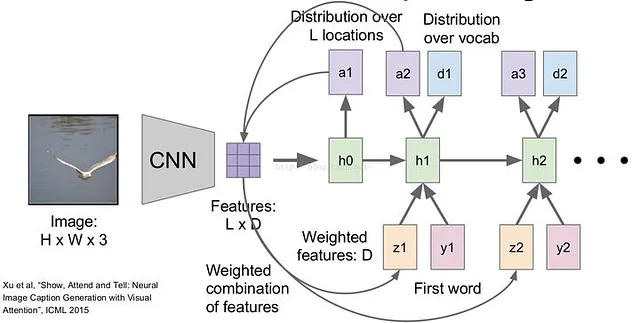 Distribution over
L locations
Distribution
over vocab
a1
a2
d1
a3
d2
CNN
h0
h1
h2
Image:
H x W x 3
Features:
L x D
Weighted
features: D
z1
y1
z2
y2
First word
Weighted
combination
of features
Xu et al, “Show, Attend and Tell: Neural
Image Caption Generation with Visual
Attention”, ICML 2015